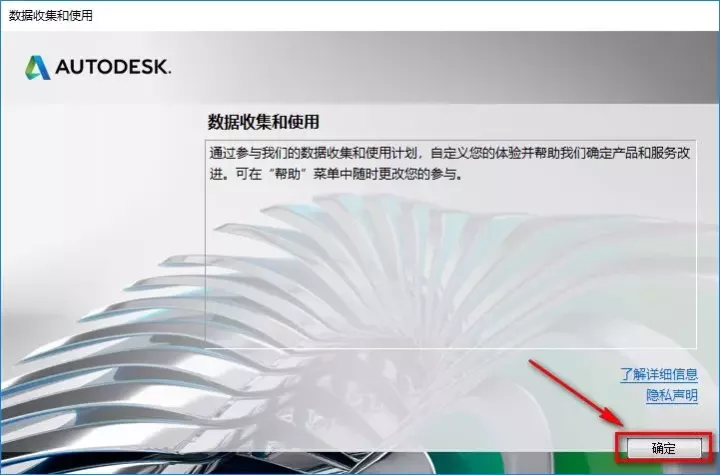 数据收集和使用
AUTODESK.
数据收集和使用
通过参与我们的数据收集和使用计划，自定义您的体验并帮助我们确定产品和服务改
进。可在“帮助”菜单中随时更改您的参与。
了解详细信息
隐私声明
确定